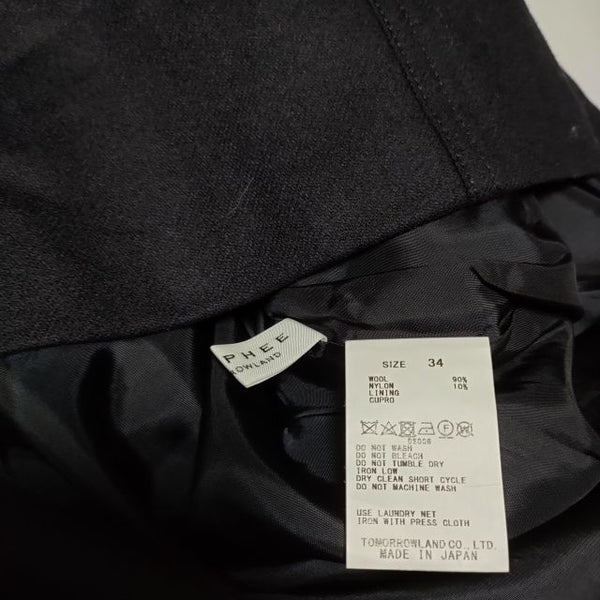 PHEE
ROWLAND
SIZE 34
WOOL 90%
NYLON 10%
LINING
CUPRO
DO NOT WASH
DO NOT BLEACH
DO NOT TUMBLE DRY
IRON LOW
DRY CLEAN SHORT CYCLE
DO NOT MACHINE WASH
USE LAUNDRY NET
IRON WITH PRESS CLOTH
TOMORROWLAND CO., LTD.
MADE IN JAPAN